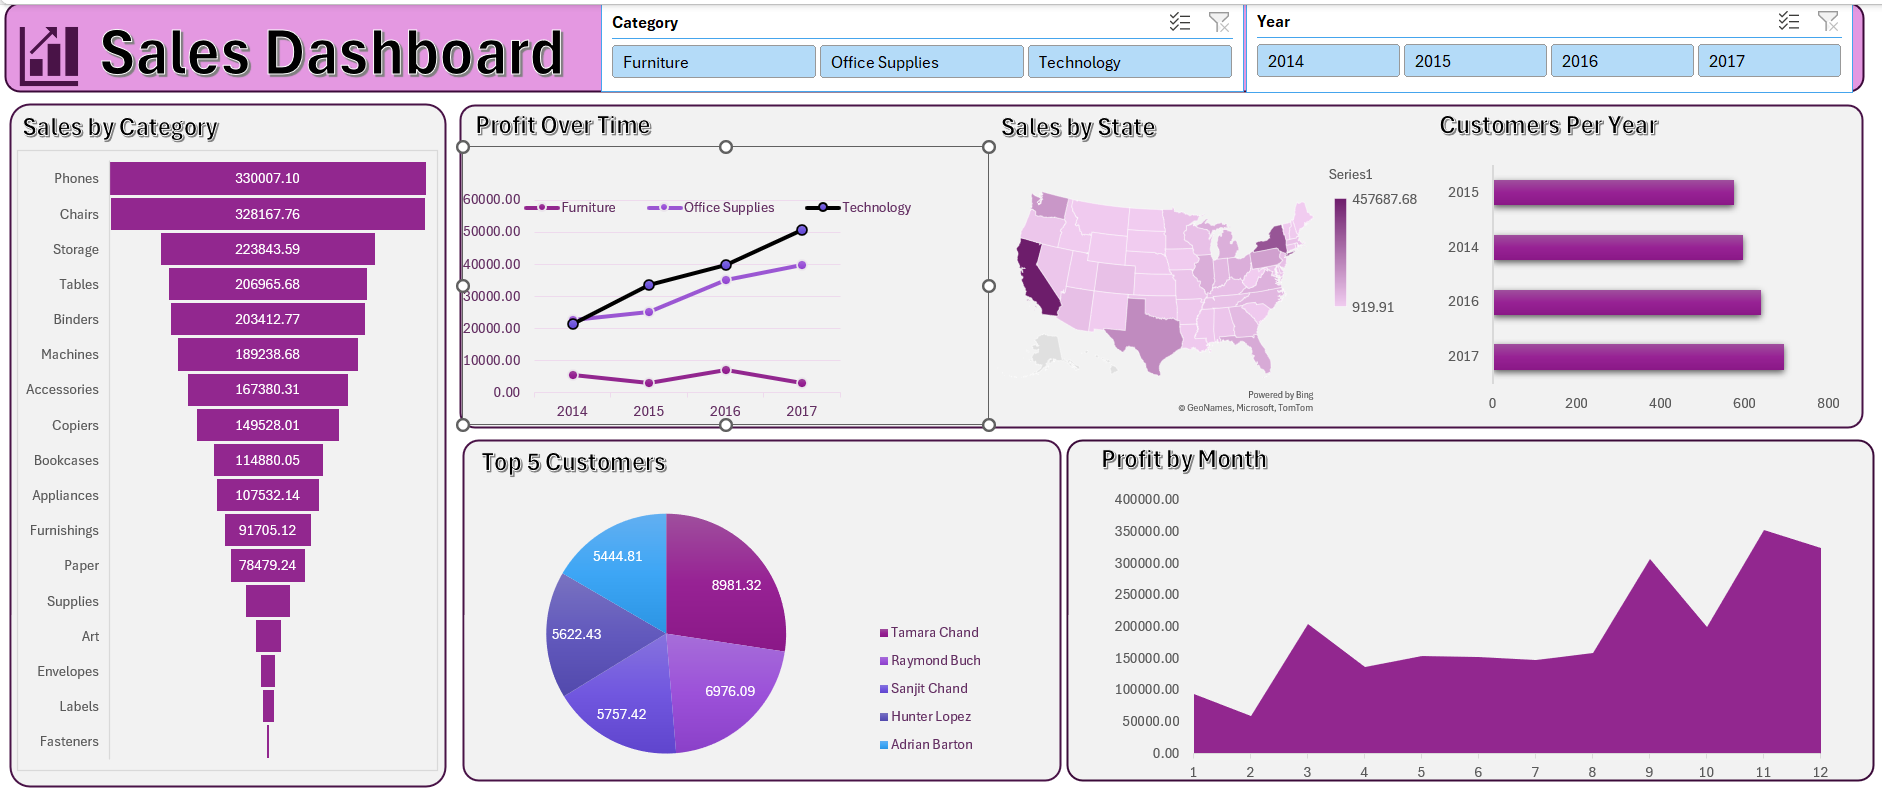 Sales Dashboard
Category
Furniture
Office Supplies
Technology
Year
2014
2015
2016
2017
Sales by Category
Phones 330007.10
Chairs 328167.76
Storage 223843.59
Tables 206965.68
Binders 203412.77
Machines 189238.68
Accessories 167380.31
Copiers 149528.01
Bookcases 114880.05
Appliances 107532.14
Furnishings 91705.12
Paper 78479.24
Supplies
Art
Envelopes
Labels
Fasteners
Profit Over Time
60000.00
50000.00
40000.00
30000.00
20000.00
10000.00
0.00
Furniture
Office Supplies
Technology
2014 2015 2016 2017
Sales by State
Series1
457687.68
919.91
Powered by Bing
© GeoNames, Microsoft, TomTom
Customers Per Year
2015
2014
2016
2017
0 200 400 600 800
Top 5 Customers
5444.81
8981.32
5622.43
6976.09
5757.42
Tamara Chand
Raymond Buch
Sanjit Chand
Hunter Lopez
Adrian Barton
Profit by Month
400000.00
350000.00
300000.00
250000.00
200000.00
150000.00
100000.00
50000.00
0.00
1 2 3 4 5 6 7 8 9 10 11 12